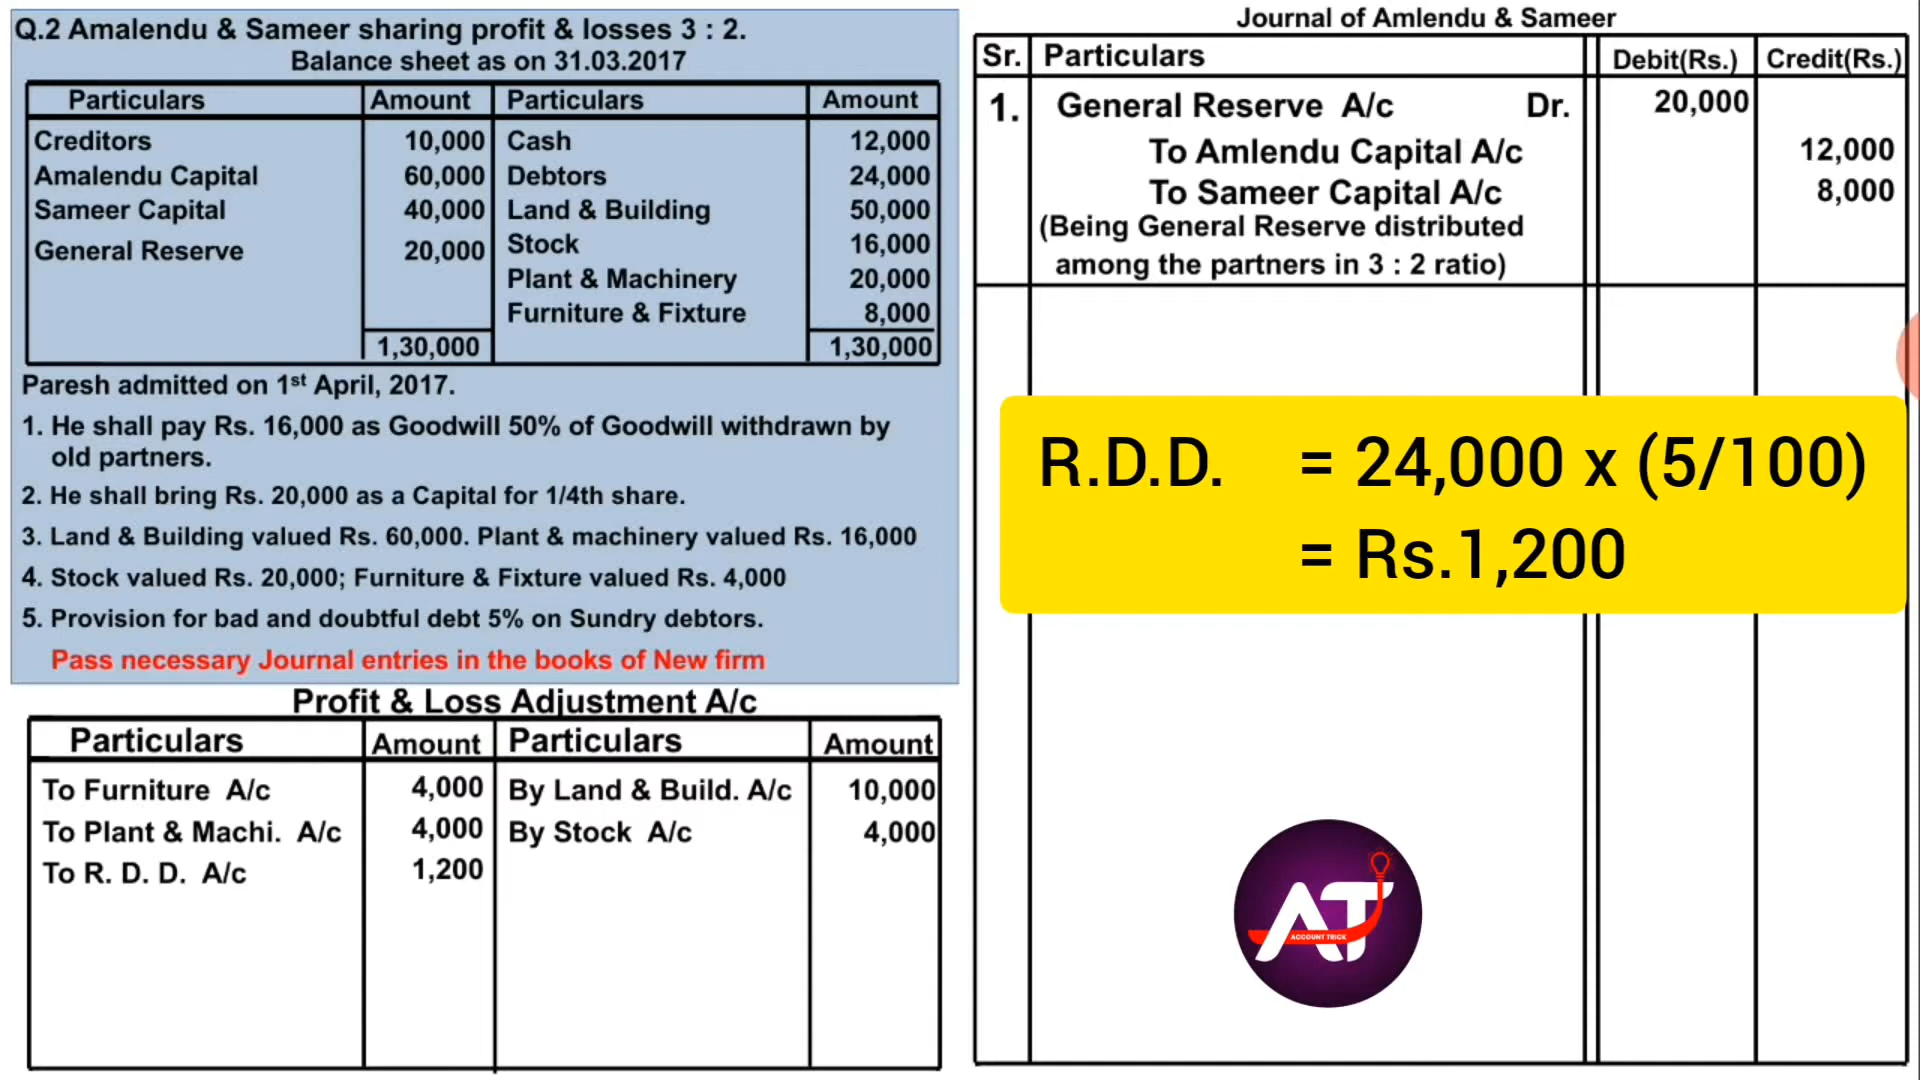 Q.2 Amalendu & Sameer sharing profit & losses 3 : 2.
Balance sheet as on 31.03.2017
Particulars Amount Particulars Amount
Creditors 10,000 Cash 12,000
Amalendu Capital 60,000 Debtors 24,000
Sameer Capital 40,000 Land & Building 50,000
General Reserve 20,000 Stock 16,000
Plant & Machinery 20,000
Furniture & Fixture 8,000
1,30,000 1,30,000
Paresh admitted on 1st April, 2017.
1. He shall pay Rs. 16,000 as Goodwill 50% of Goodwill withdrawn by
old partners.
2. He shall bring Rs. 20,000 as a Capital for 1/4th share.
3. Land & Building valued Rs. 60,000. Plant & machinery valued Rs. 16,000
4. Stock valued Rs. 20,000; Furniture & Fixture valued Rs. 4,000
5. Provision for bad and doubtful debt 5% on Sundry debtors.
Pass necessary Journal entries in the books of New firm
Profit & Loss Adjustment A/c
Particulars Amount Particulars Amount
To Furniture A/c 4,000 By Land & Build. A/c 10,000
To Plant & Machi. A/c 4,000 By Stock A/c 4,000
To R. D. D. A/c 1,200
Journal of Amlendu & Sameer
Sr. Particulars Debit(Rs.) Credit(Rs.)
1. General Reserve A/c Dr. 20,000
To Amlendu Capital A/c 12,000
To Sameer Capital A/c 8,000
(Being General Reserve distributed
among the partners in 3 : 2 ratio)
R.D.D. = 24,000 x (5/100)
= Rs.1,200
AT
ACCOUNT TRICK